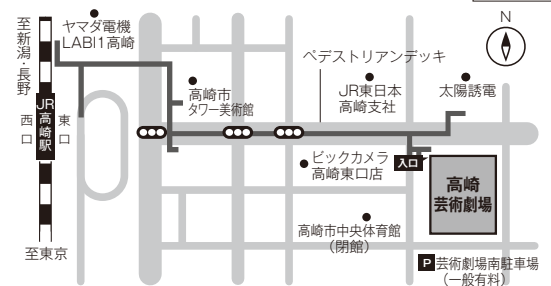 ヤマダ電機
LABI1高崎
至新潟・長野
JR高崎駅
西口
東口
至東京
高崎市
タワー美術館
ペデストリアンデッキ
JR東日本
高崎支社
太陽誘電
N
ビックカメラ
高崎東口店
入口
高崎
芸術劇場
高崎市中央体育館
（閉館）
P 芸術劇場南駐車場
（一般有料）